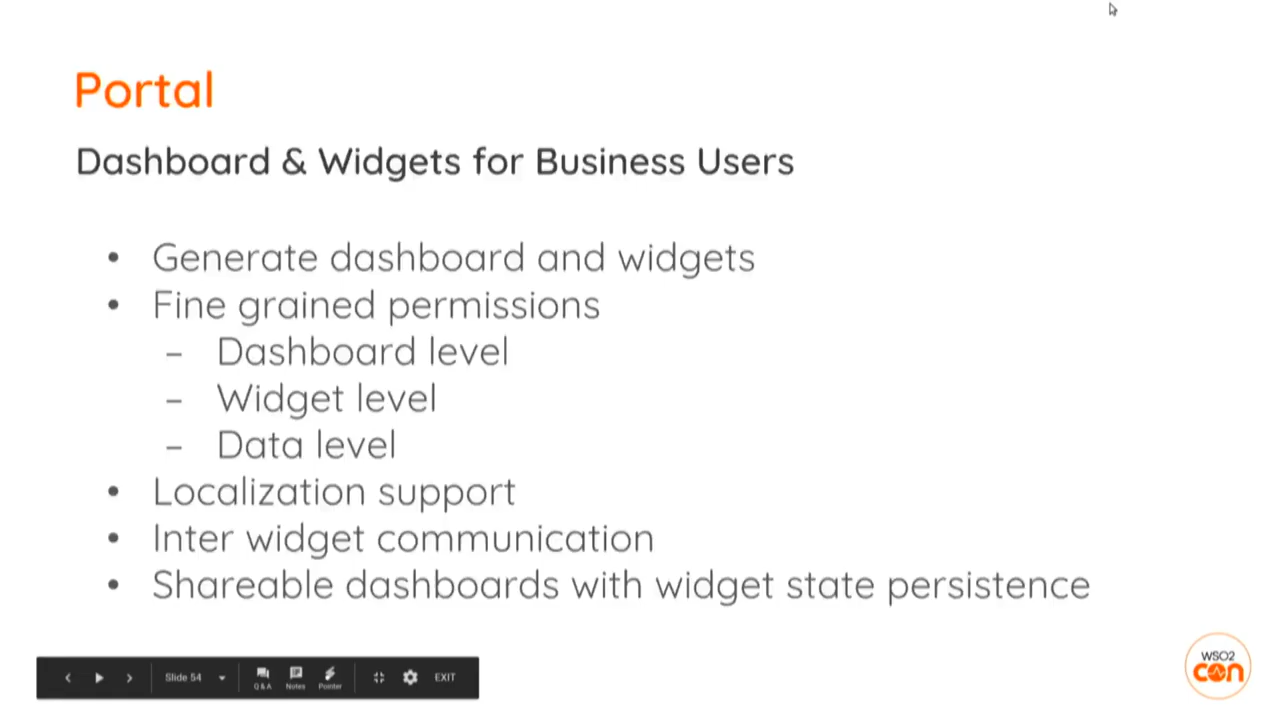 Portal
Dashboard & Widgets for Business Users
• Generate dashboard and widgets
• Fine grained permissions
– Dashboard level
– Widget level
– Data level
• Localization support
• Inter widget communication
• Shareable dashboards with widget state persistence
Slide 54
Q&A Notes Pointer
EXIT
WSO2
con